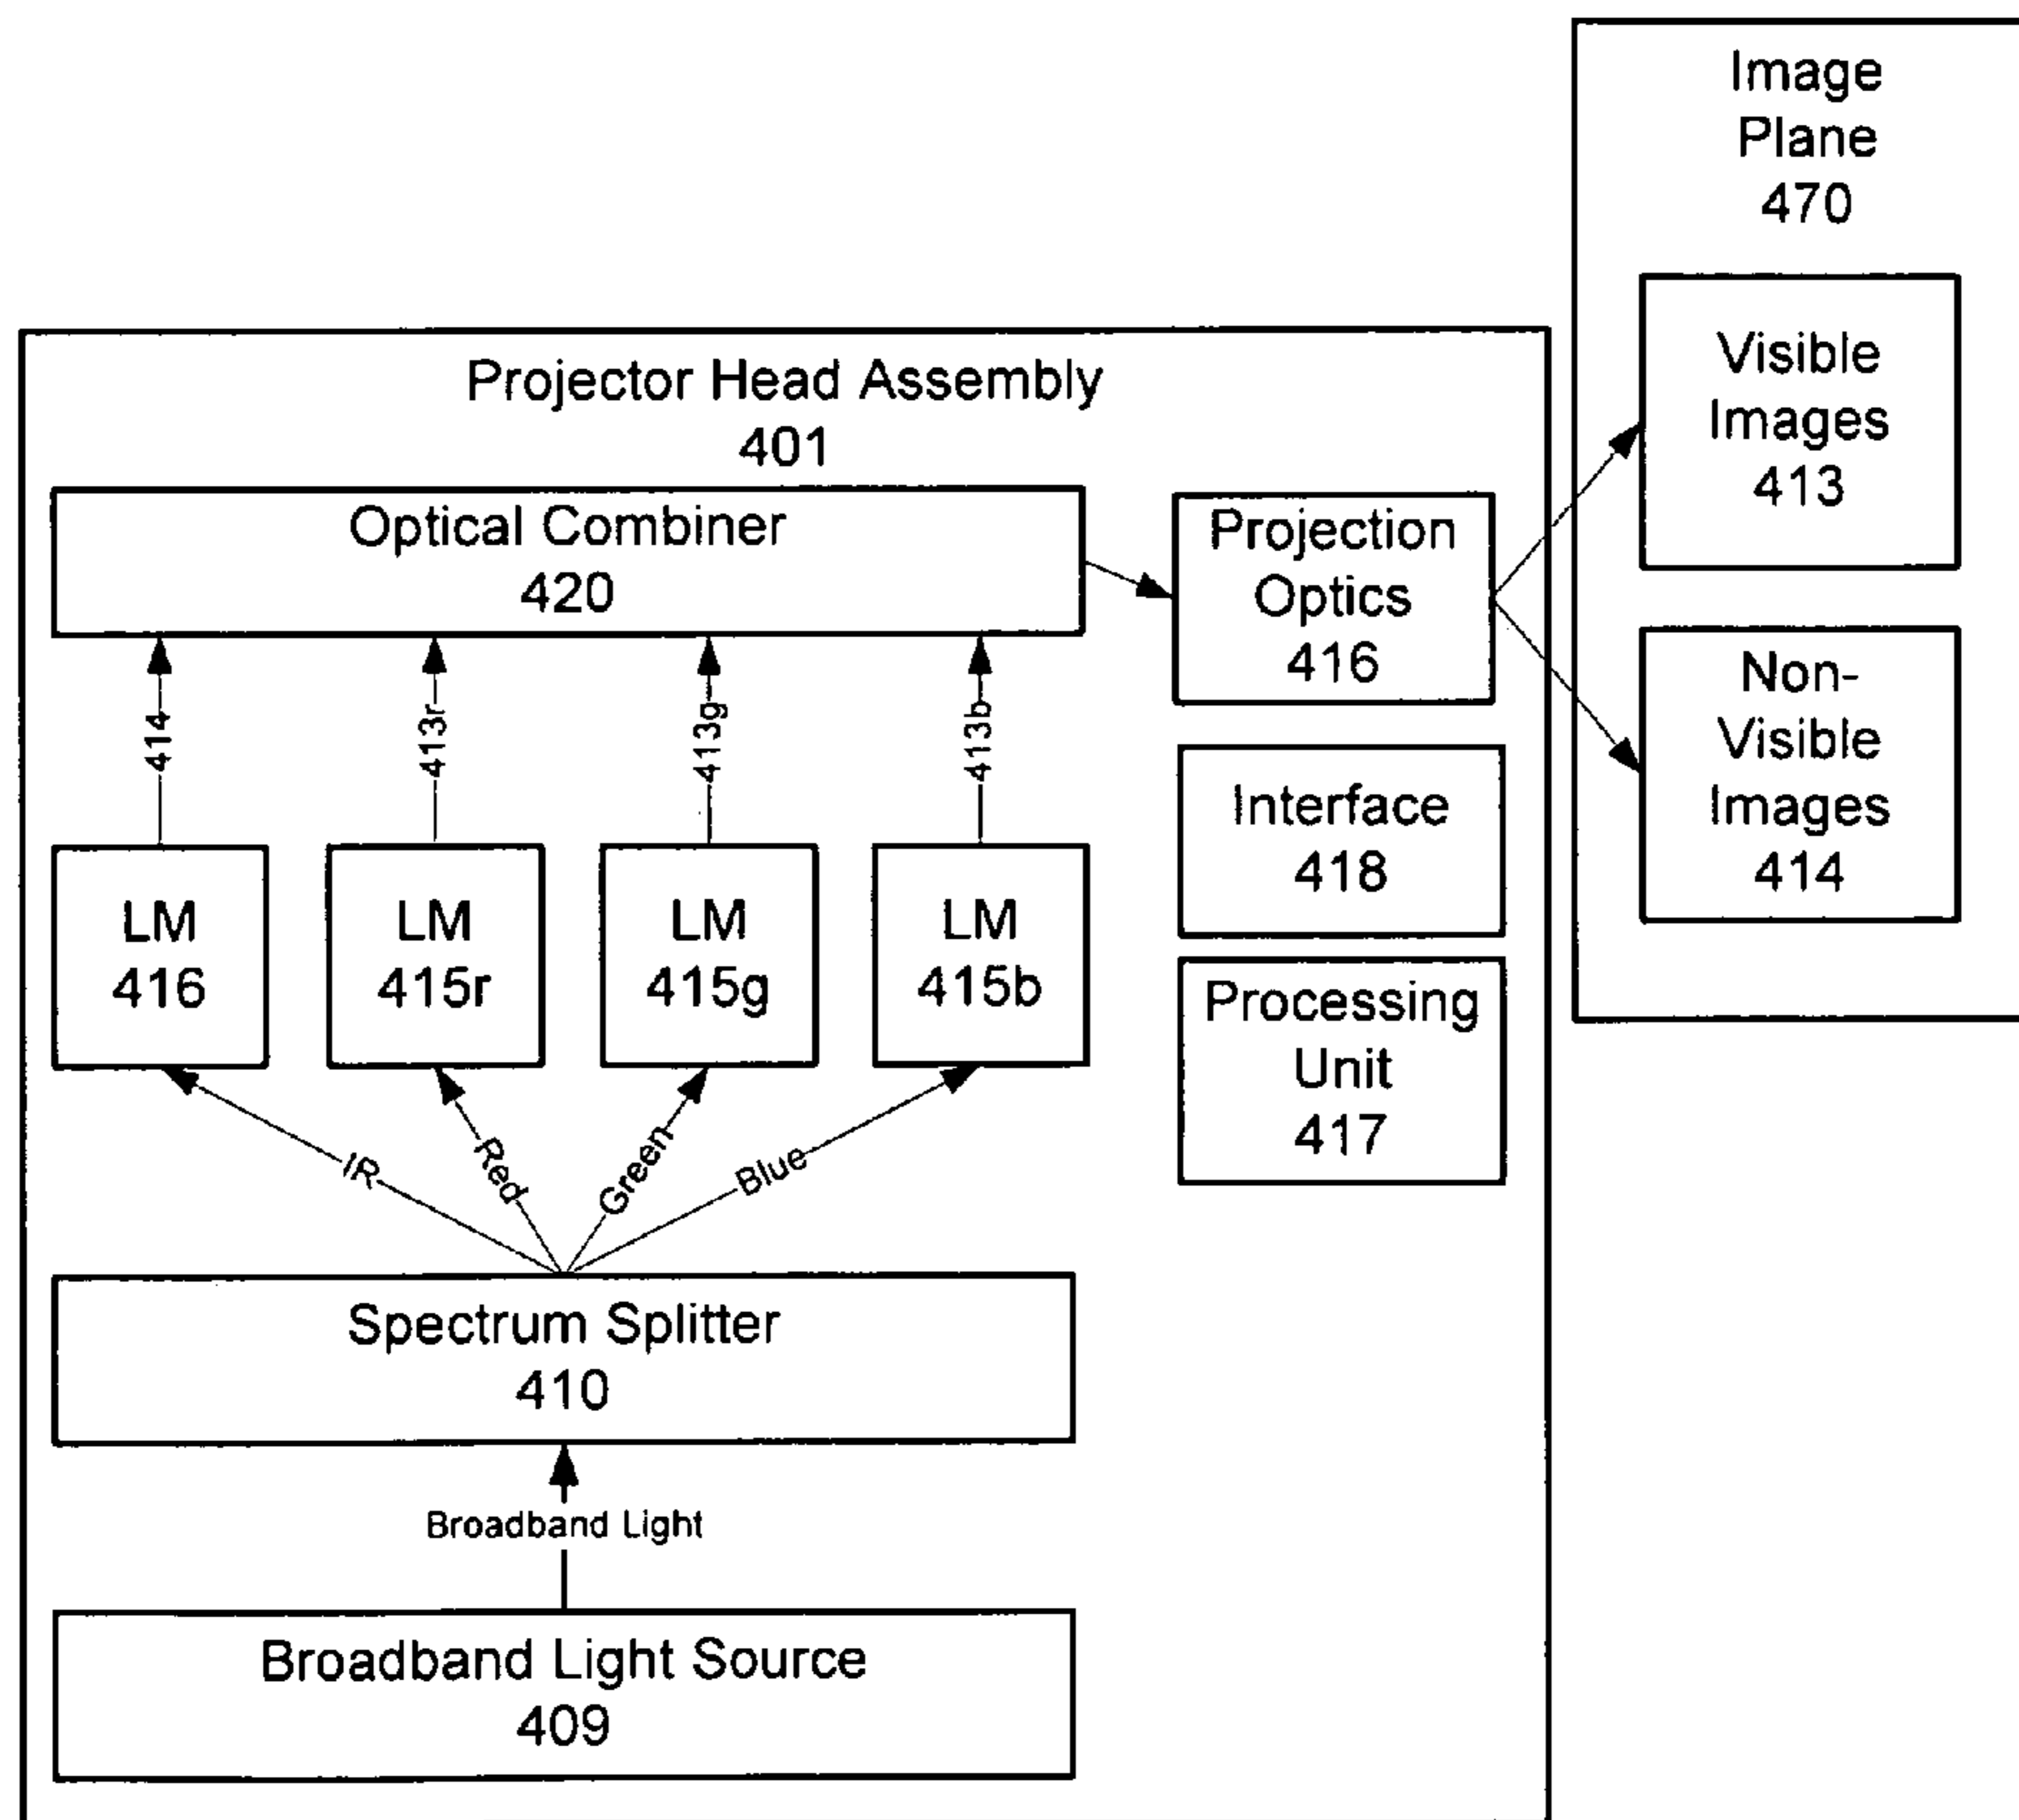 Image
Plane
470
Visible
Images
413
Non-
Visible
Images
414
Projector Head Assembly
401
Optical Combiner
420
Projection
Optics
416
414
413r
413g
413b
Interface
418
LM
416
LM
415r
LM
415g
LM
415b
Processing
Unit
417
IR
Red
Green
Blue
Spectrum Splitter
410
Broadband Light
Broadband Light Source
409